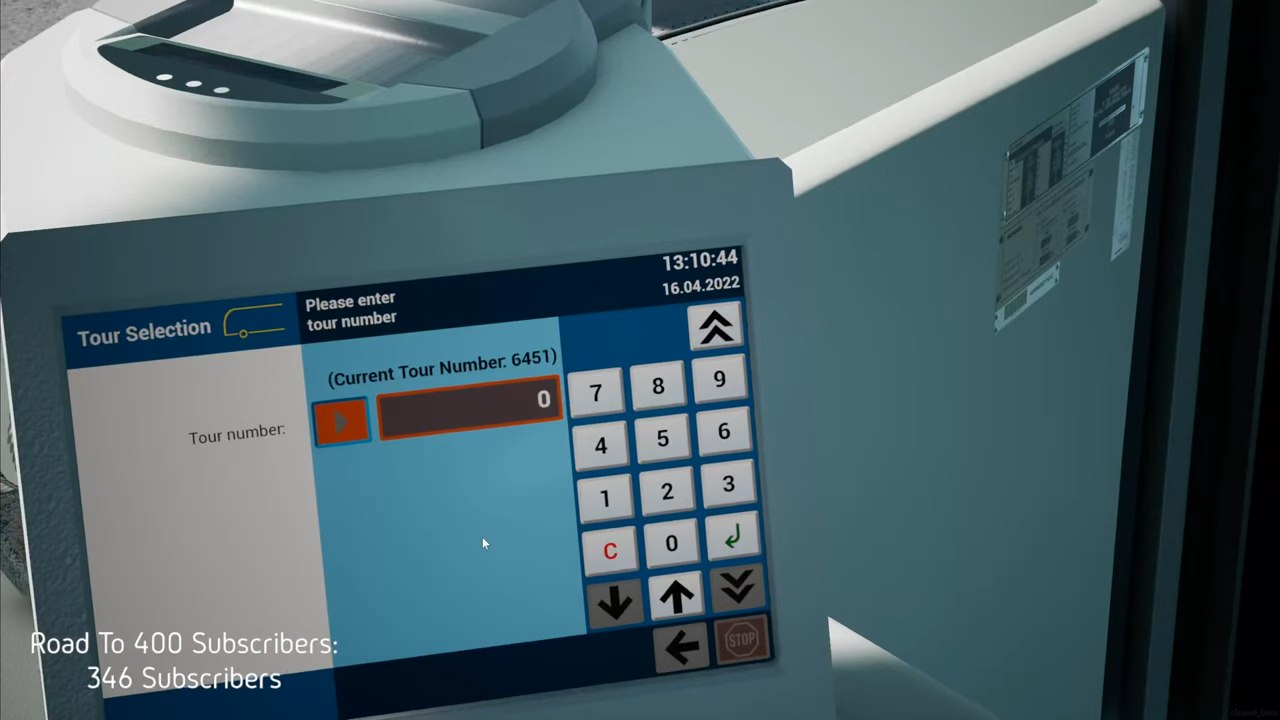 13:10:44
16.04.2022
Tour Selection
Please enter
tour number
(Current Tour Number: 6451)
Tour number:
0
7 8 9
4 5 6
1 2 3
C 0
STOP
Road To 400 Subscribers:
346 Subscribers